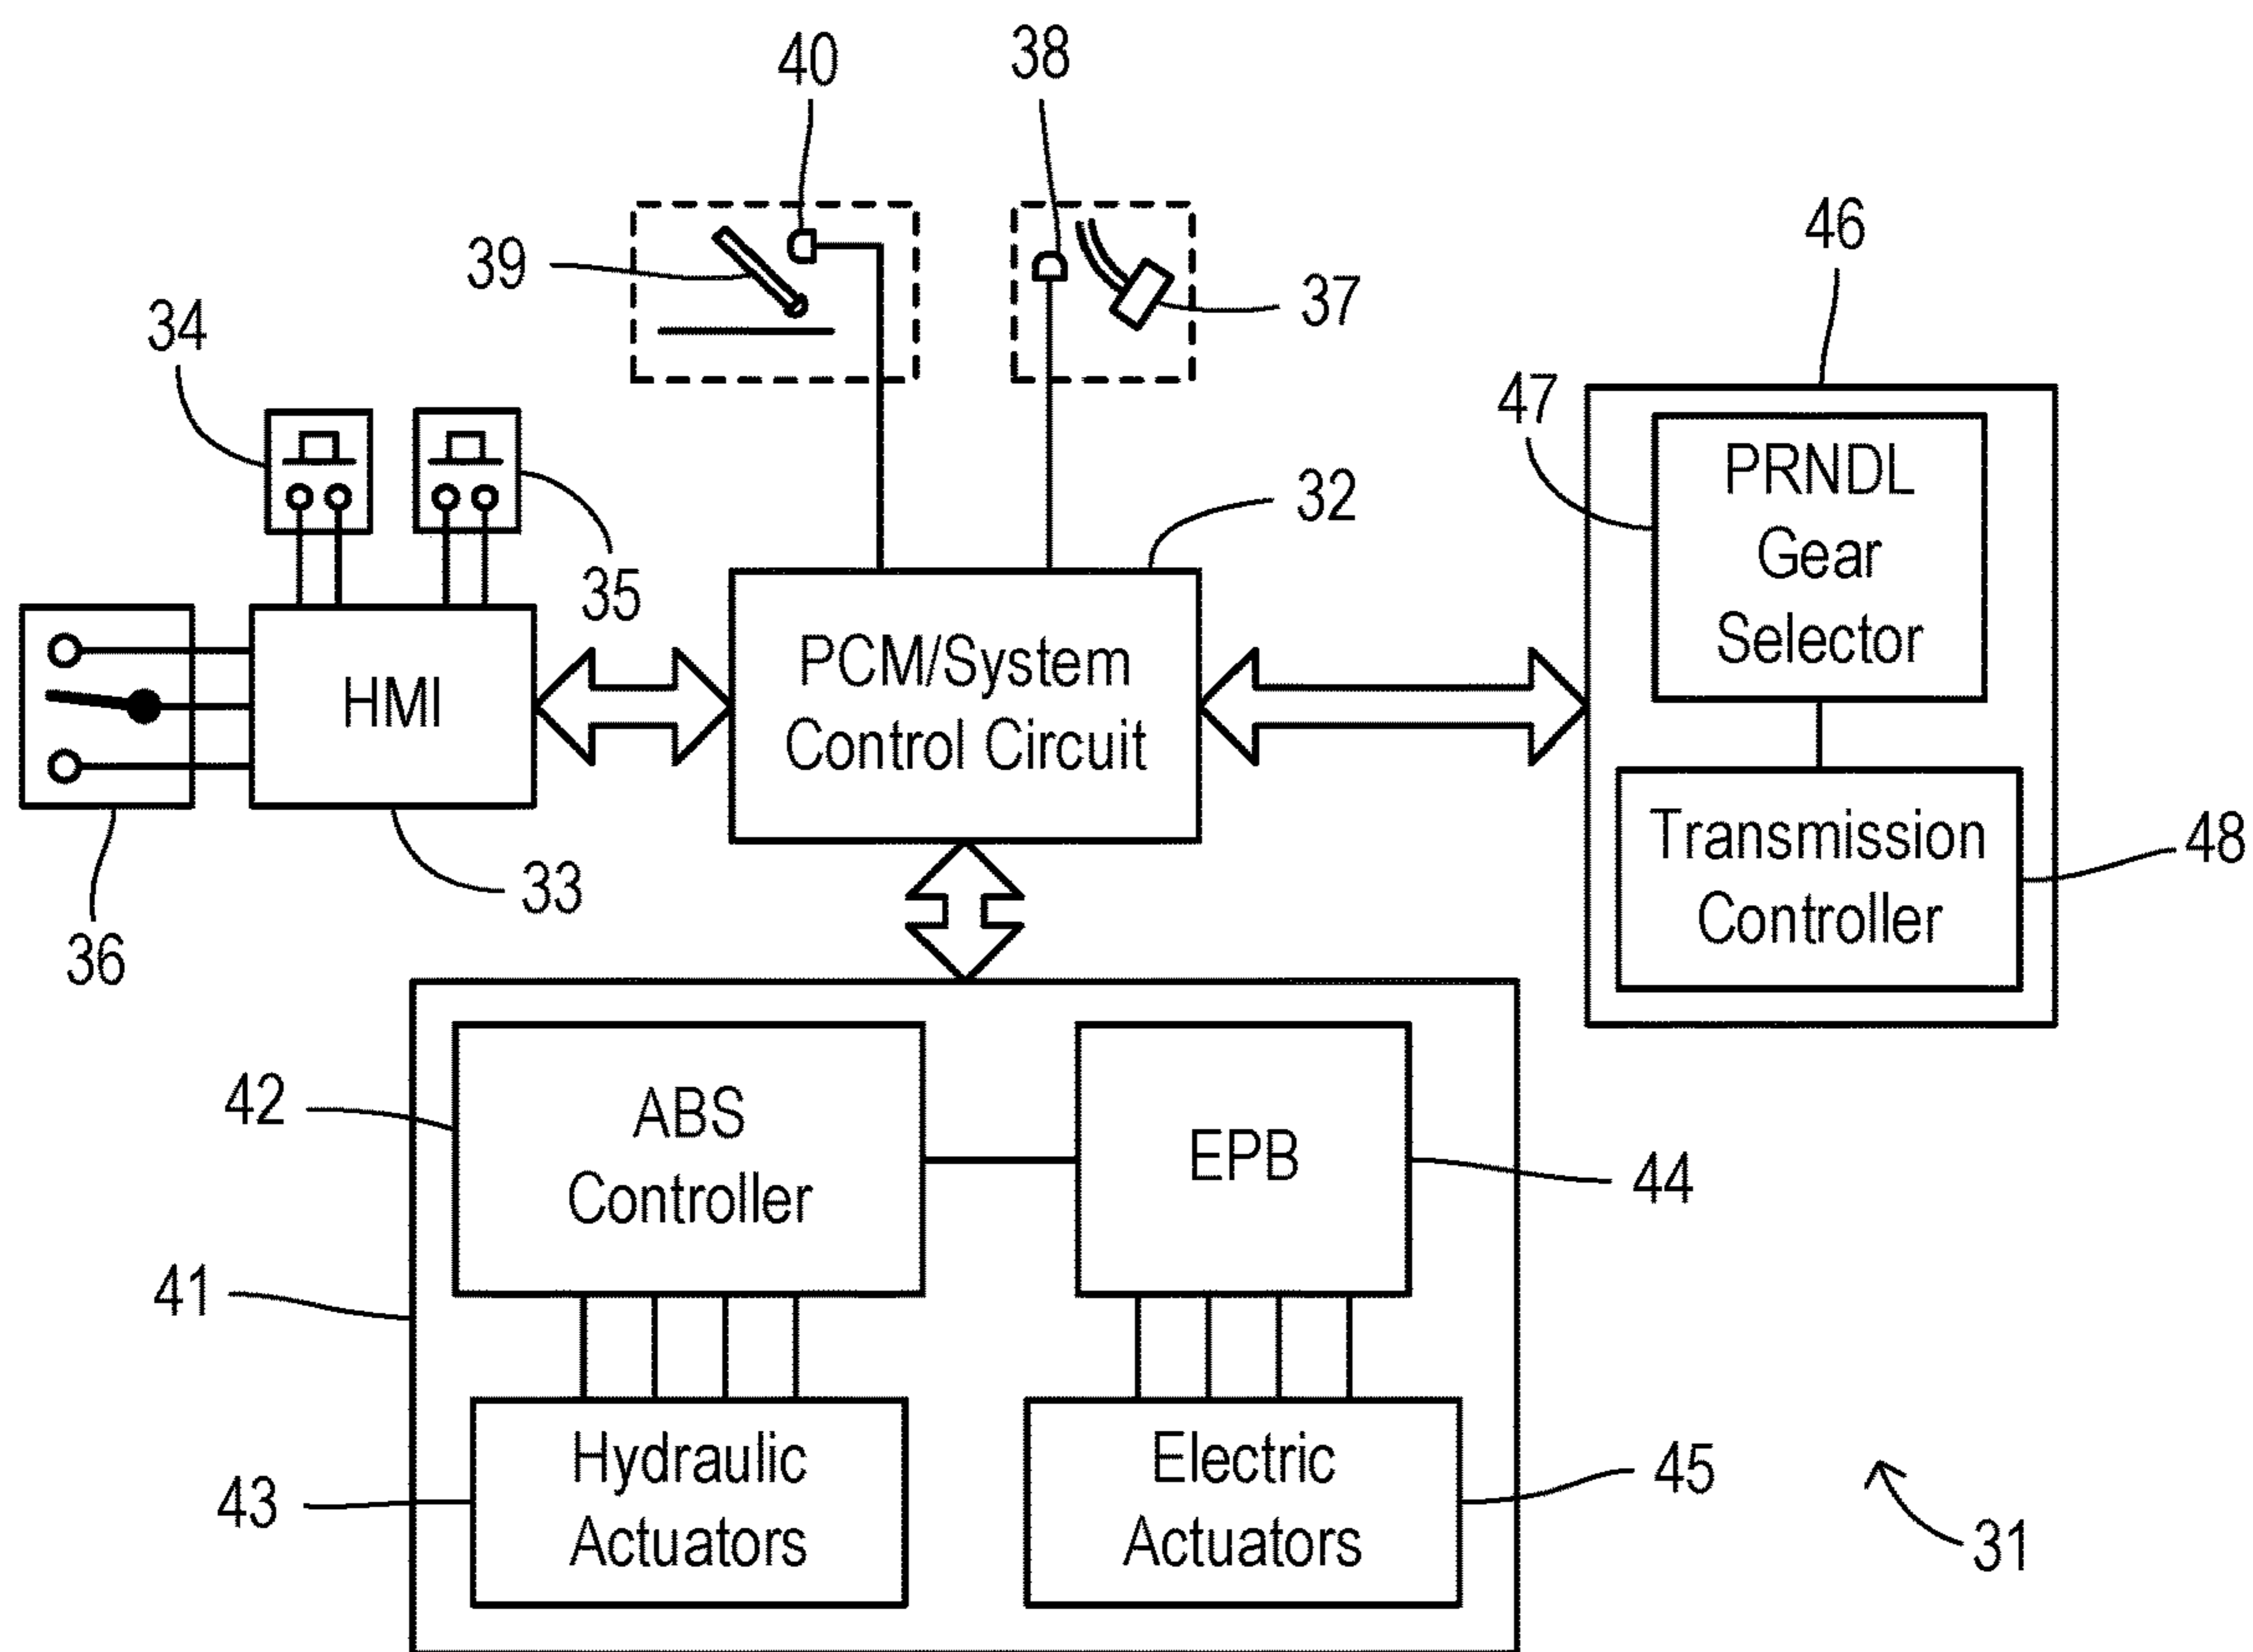 40
38
39
37
46
34
47
PRNDL
Gear
Selector
32
35
HMI
PCM/System
Control Circuit
Transmission
Controller
48
33
36
42
ABS
Controller
EPB
44
41
Hydraulic
Actuators
Electric
Actuators
43
45
31